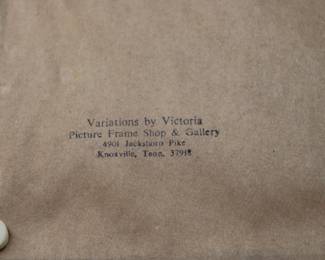 Variations by Victoria
Picture Frame Shop & Gallery
4901 Jacksboro Pike
Knoxville, Tenn. 37918